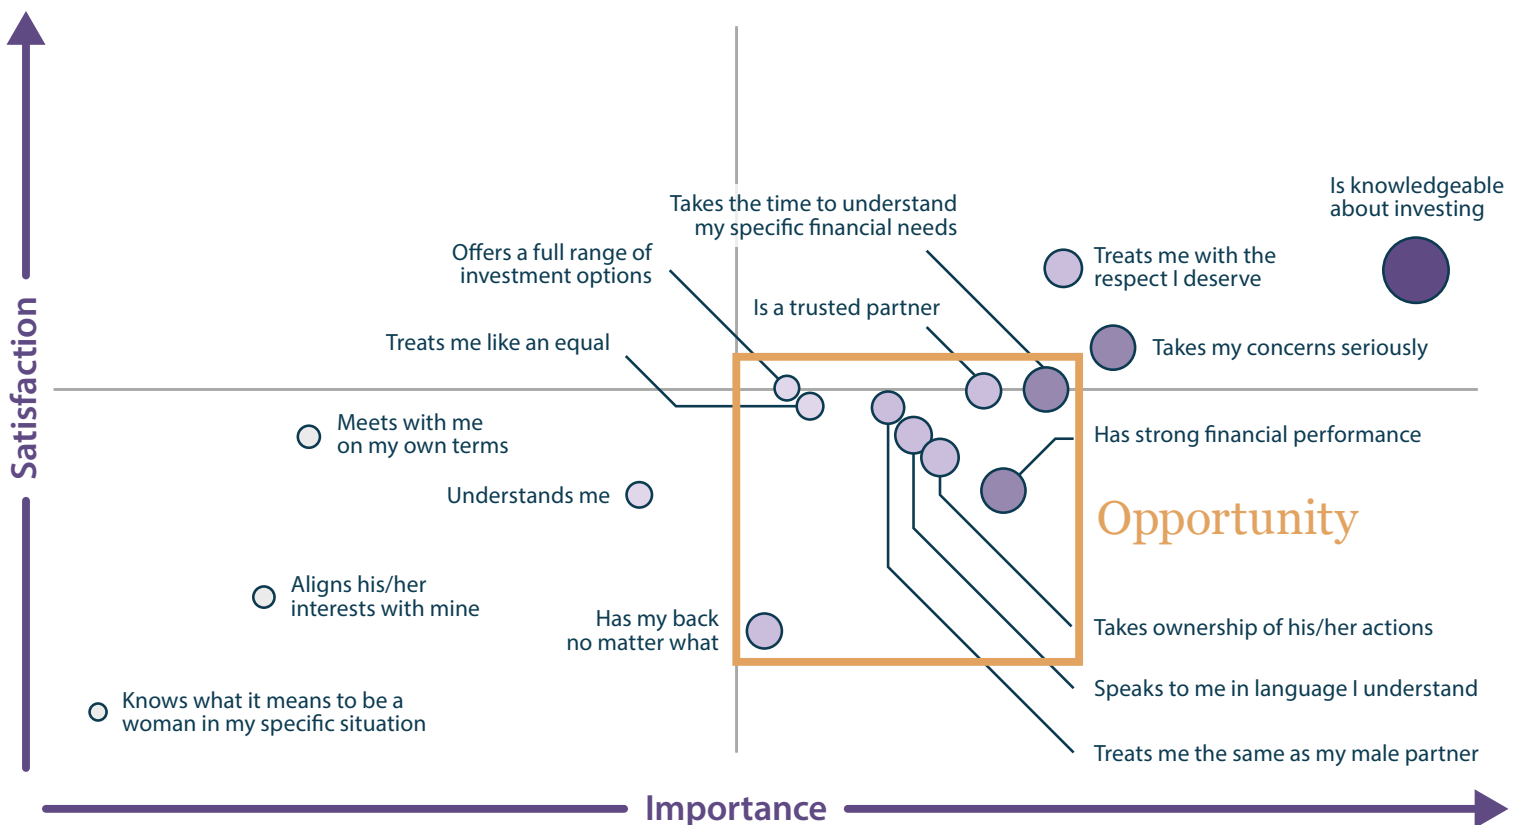 Is knowledgeable
about investing
Takes the time to understand
my specific financial needs
Offers a full range of
investment options
Treats me with the
respect I deserve
Is a trusted partner
Treats me like an equal
Takes my concerns seriously
Satisfaction
Meets with me
on my own terms
Has strong financial performance
Understands me
Opportunity
Aligns his/her
interests with mine
Has my back
no matter what
Takes ownership of his/her actions
Knows what it means to be a
woman in my specific situation
Speaks to me in language I understand
Treats me the same as my male partner
Importance